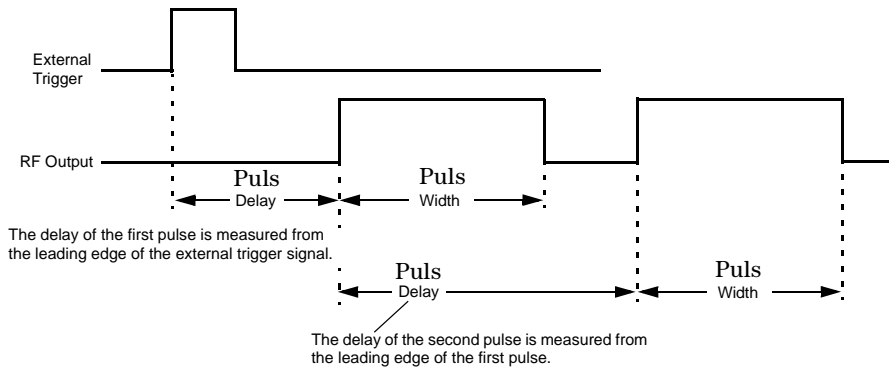 External
Trigger
RF Output
Puls
Delay
Puls
Width
The delay of the first pulse is measured from
the leading edge of the external trigger signal.
Puls
Delay
Puls
Width
The delay of the second pulse is measured from
the leading edge of the first pulse.